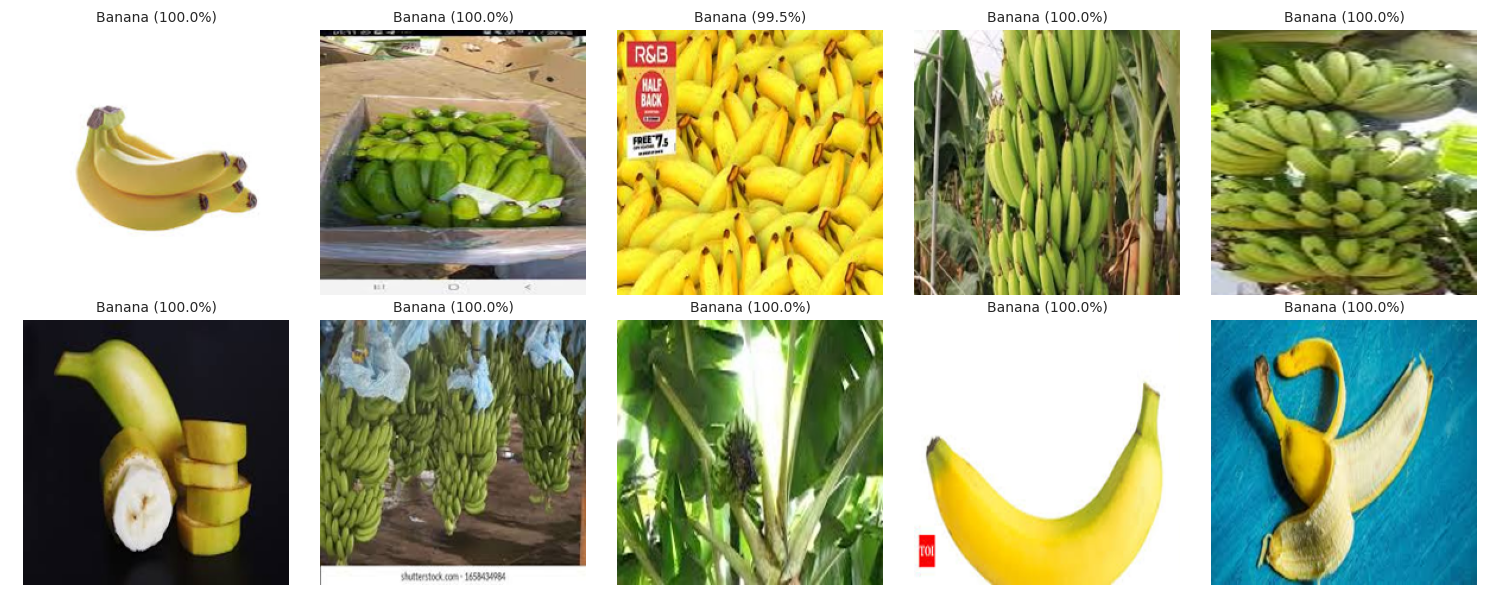 Banana (100.0%)
Banana (100.0%)
Banana (99.5%)
Banana (100.0%)
Banana (100.0%)
R&B
HALF
BACK
FREE
7.5
Banana (100.0%)
Banana (100.0%)
Banana (100.0%)
Banana (100.0%)
Banana (100.0%)
TOI
shutterstock.com · 1658434984